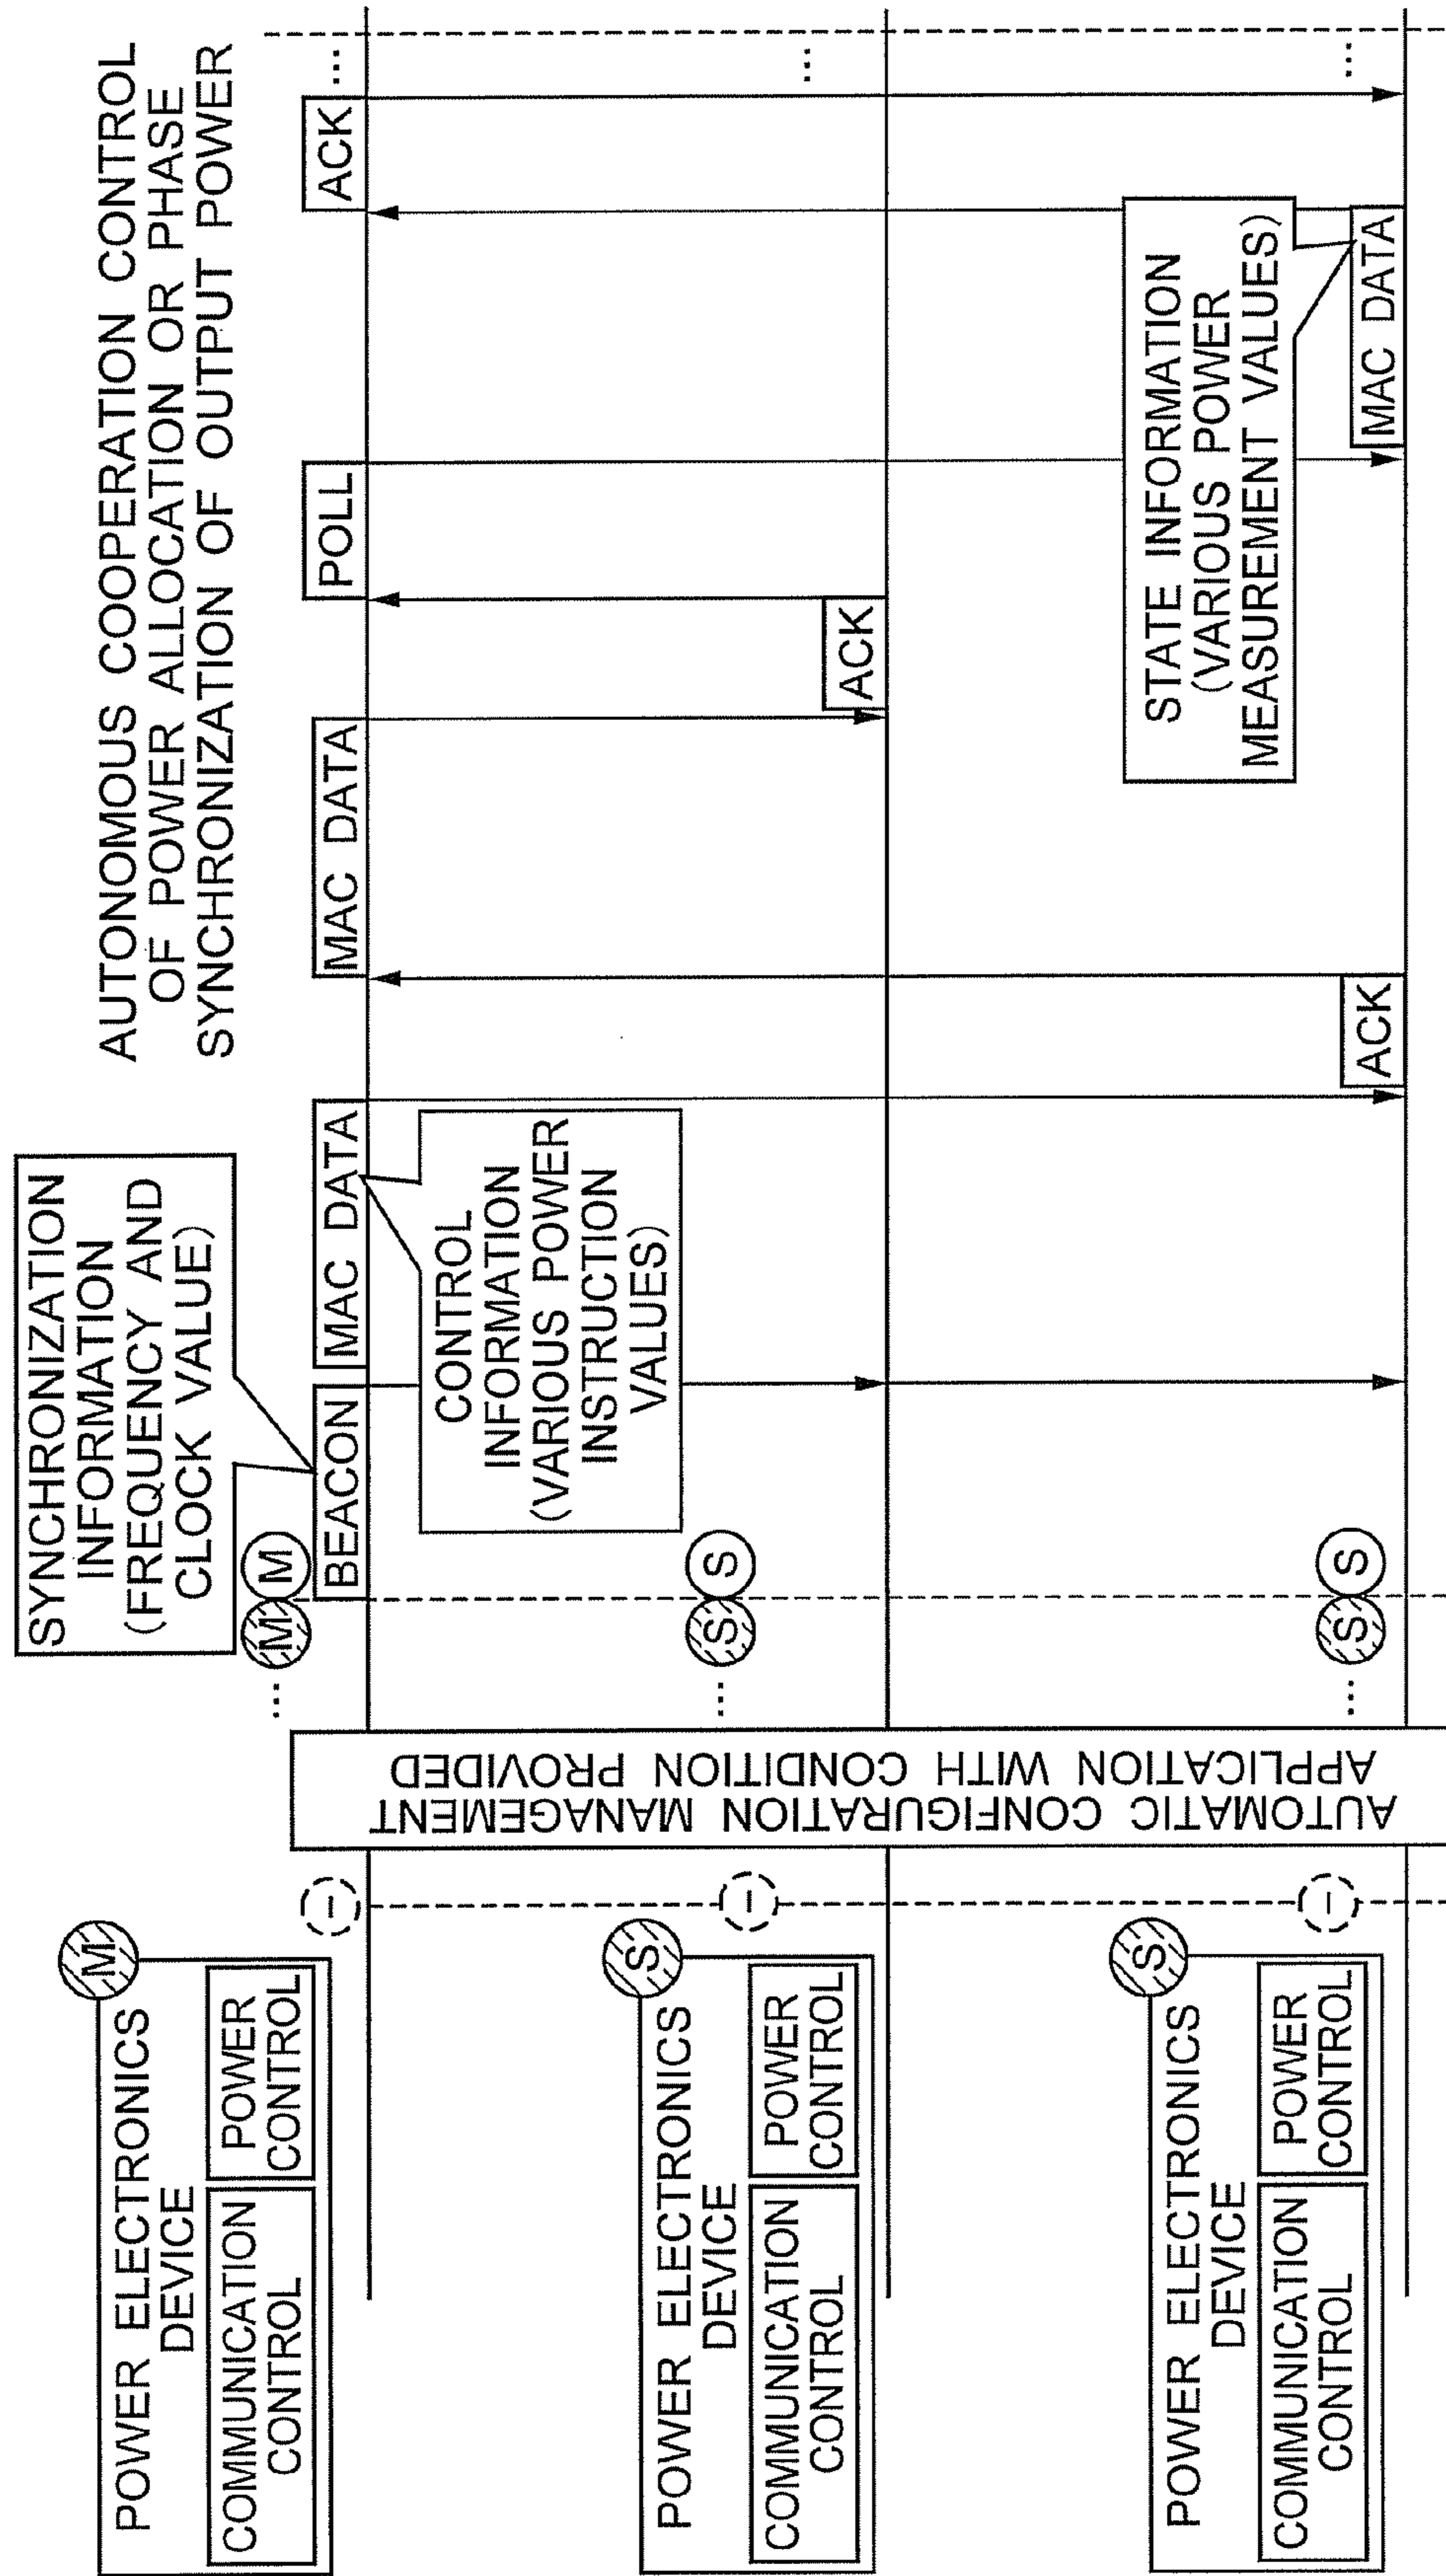 POWER ELECTRONICS
DEVICE
COMMUNICATION
CONTROL
POWER
CONTROL
M
POWER ELECTRONICS
DEVICE
COMMUNICATION
CONTROL
POWER
CONTROL
S
POWER ELECTRONICS
DEVICE
COMMUNICATION
CONTROL
POWER
CONTROL
S
–
–
–
AUTOMATIC CONFIGURATION MANAGEMENT
APPLICATION WITH CONDITION PROVIDED
SYNCHRONIZATION
INFORMATION
(FREQUENCY AND
CLOCK VALUE)
... M M
... S S
... S S
BEACON
MAC DATA
CONTROL
INFORMATION
(VARIOUS POWER
INSTRUCTION
VALUES)
ACK
AUTONOMOUS COOPERATION CONTROL
OF POWER ALLOCATION OR PHASE
SYNCHRONIZATION OF OUTPUT POWER
MAC DATA
ACK
POLL
STATE INFORMATION
(VARIOUS POWER
MEASUREMENT VALUES)
MAC DATA
ACK
...
...
...